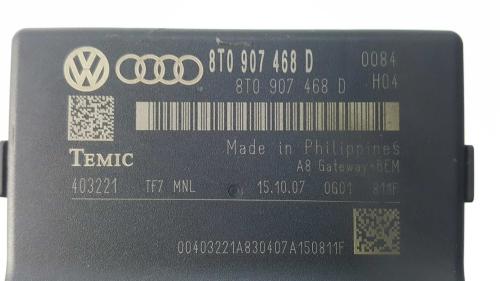 8T0 907 468 D 0084
8T0 907 468 D H04
TEMIC
Made in Philippines
A8 Gateway+BEM
403221 TF7 MNL 15.10.07 0601 811F
00403221A830407A150811F